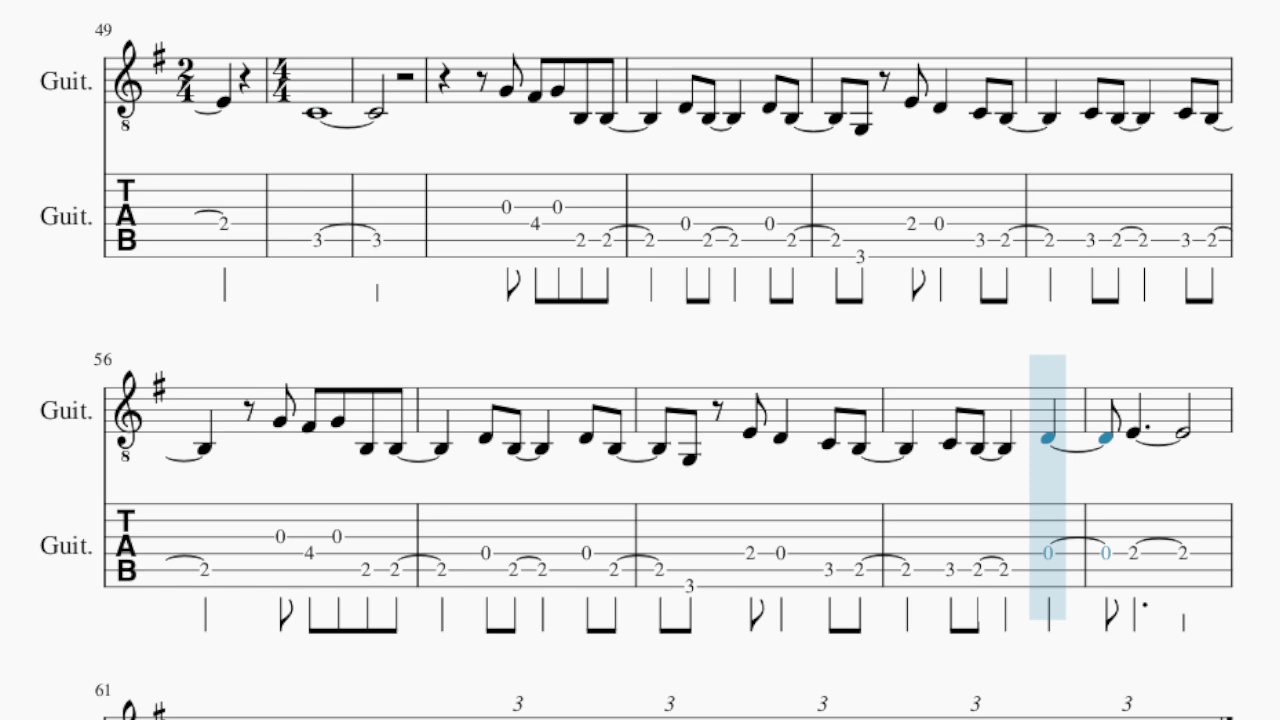 49
Guit. 2 4 4 4
8
T A B
Guit.
0 0
2 4 0 0 2 0
3 3 2 2 2 2 2 2 2 3 2 2 3 2 2 3 2
3
56
Guit.
8
T A B
Guit.
0 0
4 0 0 2 0 0 0 2 2
2 2 2 2 2 2 2 2 3 2 2 3 2 2
3
61
3 3 3 3 3